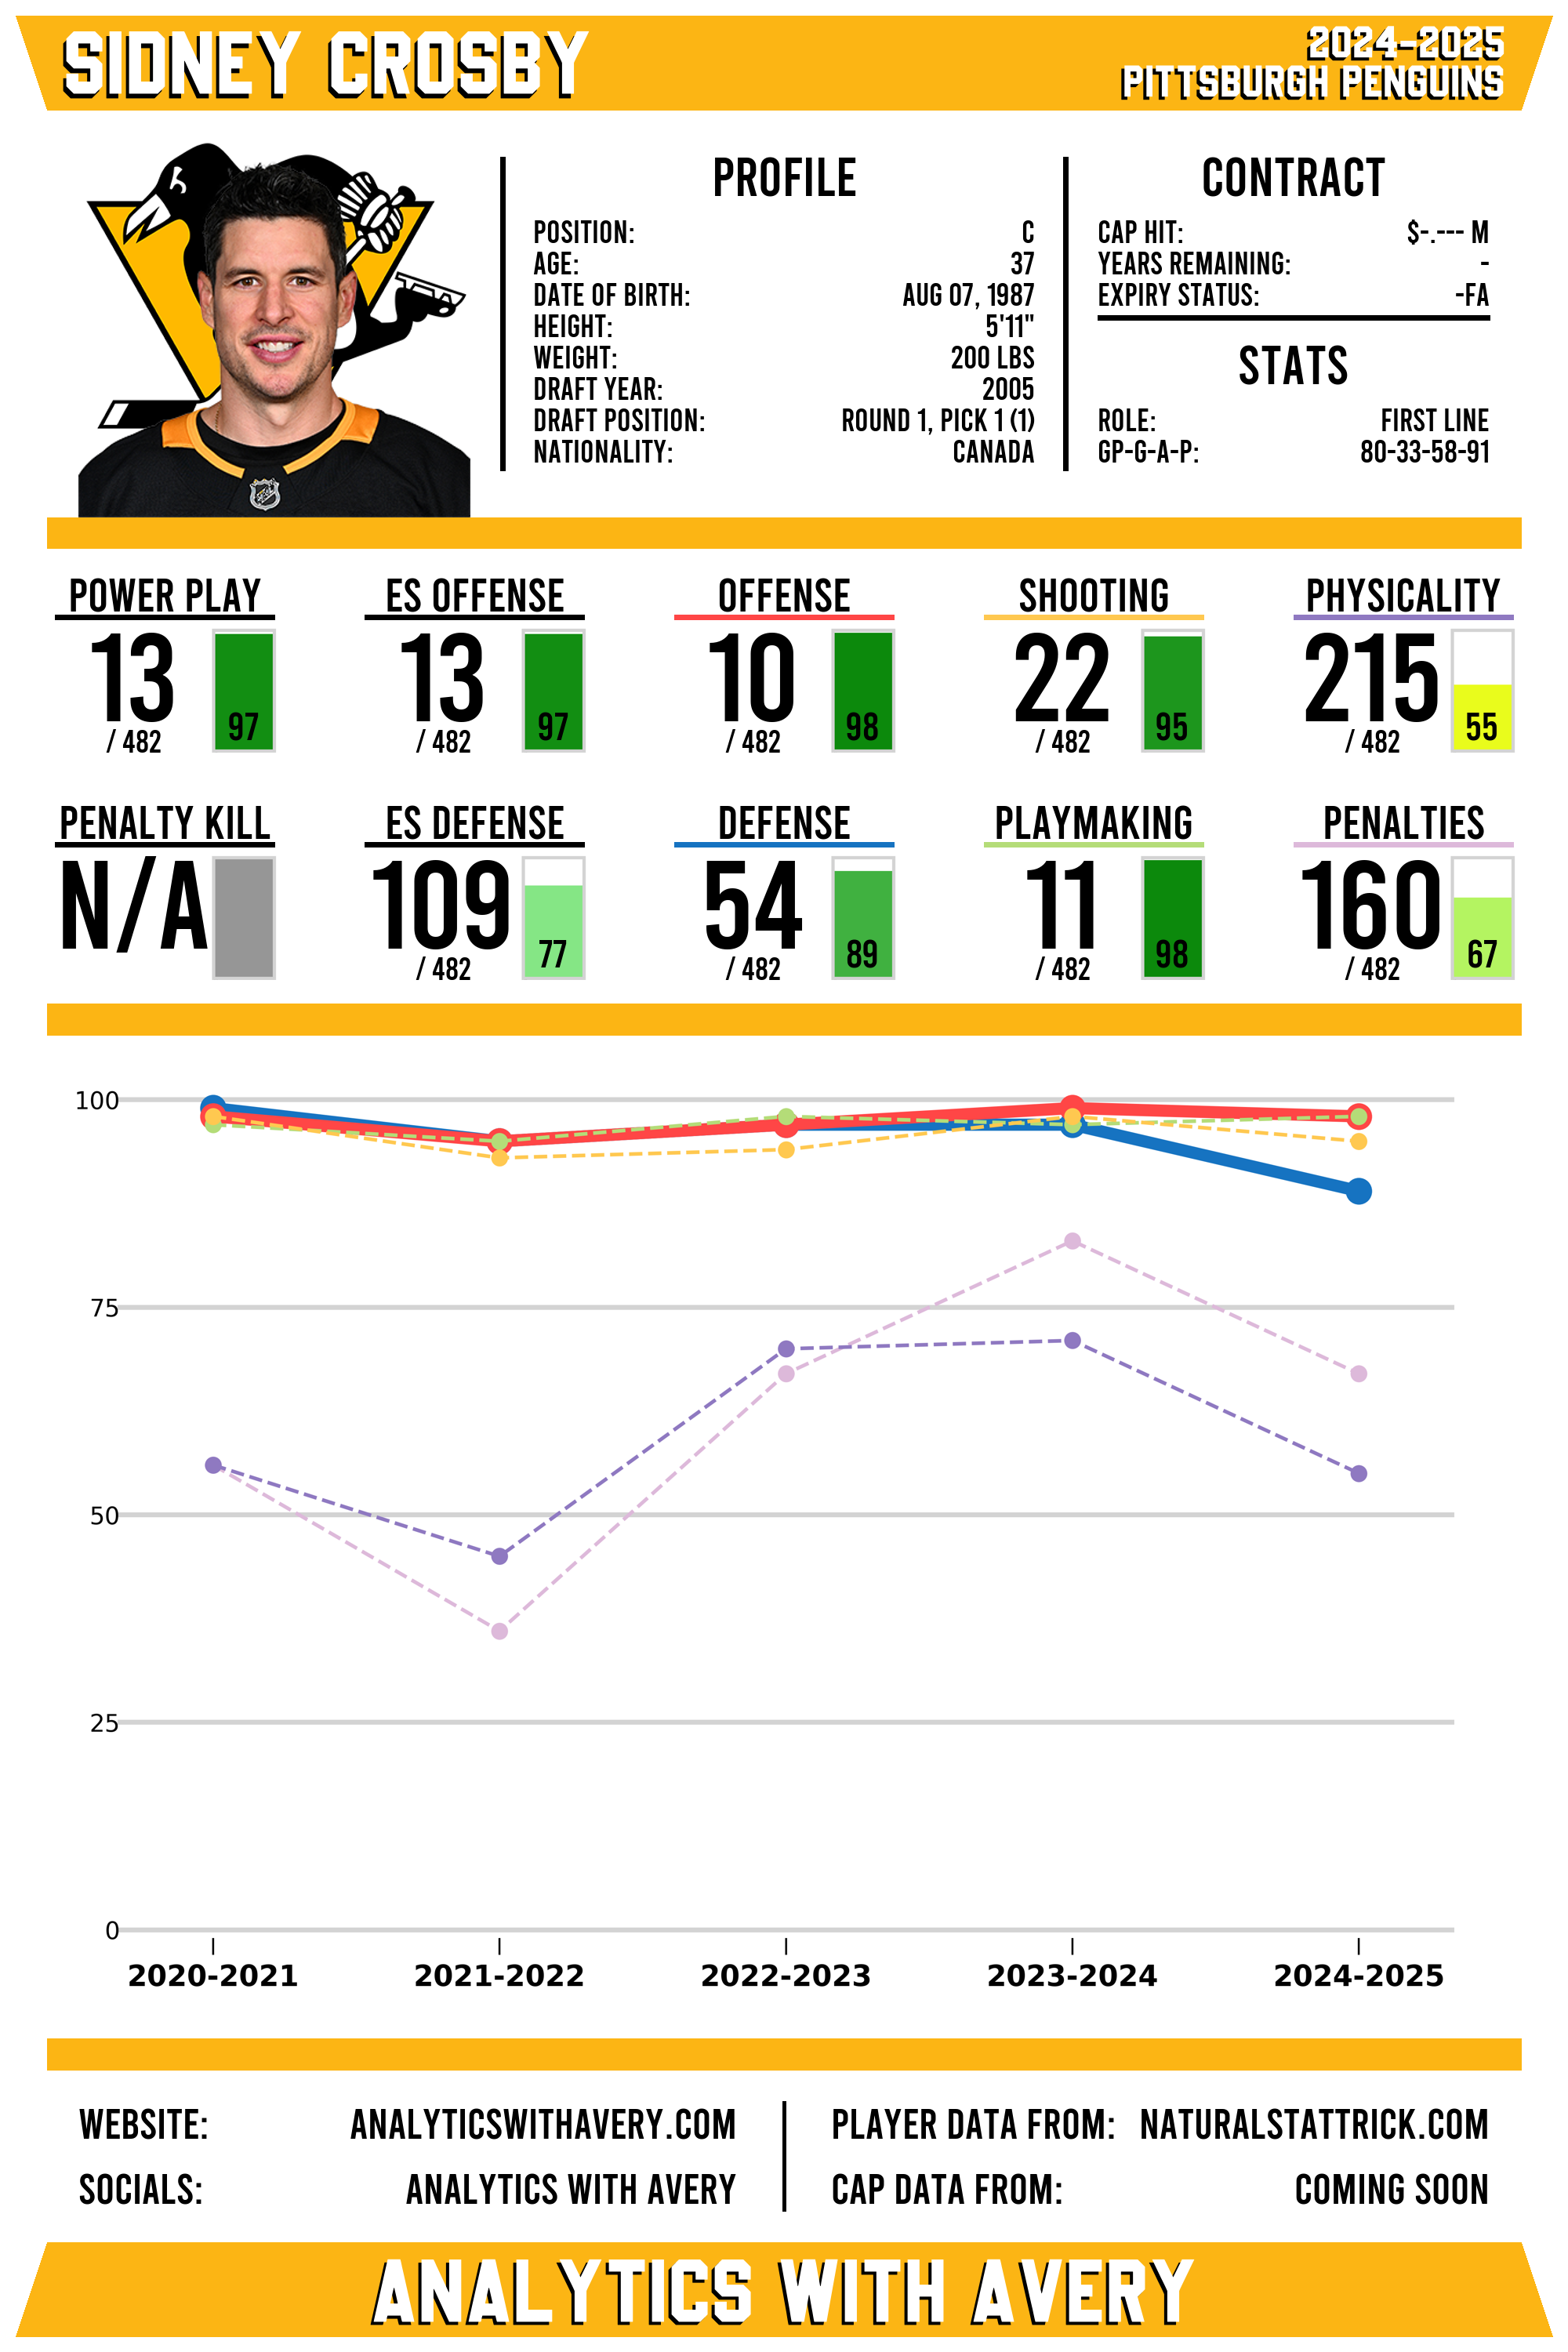 SIDNEY CROSBY
2024-2025
PITTSBURGH PENGUINS
PROFILE
POSITION: C
AGE: 37
DATE OF BIRTH: AUG 07, 1987
HEIGHT: 5'11"
WEIGHT: 200 LBS
DRAFT YEAR: 2005
DRAFT POSITION: ROUND 1, PICK 1 (1)
NATIONALITY: CANADA
CONTRACT
CAP HIT: $-.--- M
YEARS REMAINING: -
EXPIRY STATUS: -FA
STATS
ROLE: FIRST LINE
GP-G-A-P: 80-33-58-91
POWER PLAY
13
/ 482
97
ES OFFENSE
13
/ 482
97
OFFENSE
10
/ 482
98
SHOOTING
22
/ 482
95
PHYSICALITY
215
/ 482
55
PENALTY KILL
N/A
ES DEFENSE
109
/ 482
77
DEFENSE
54
/ 482
89
PLAYMAKING
11
/ 482
98
PENALTIES
160
/ 482
67
100
75
50
25
0
2020-2021 2021-2022 2022-2023 2023-2024 2024-2025
WEBSITE: ANALYTICSWITHAVERY.COM
SOCIALS: ANALYTICS WITH AVERY
PLAYER DATA FROM: NATURALSTATTRICK.COM
CAP DATA FROM: COMING SOON
ANALYTICS WITH AVERY